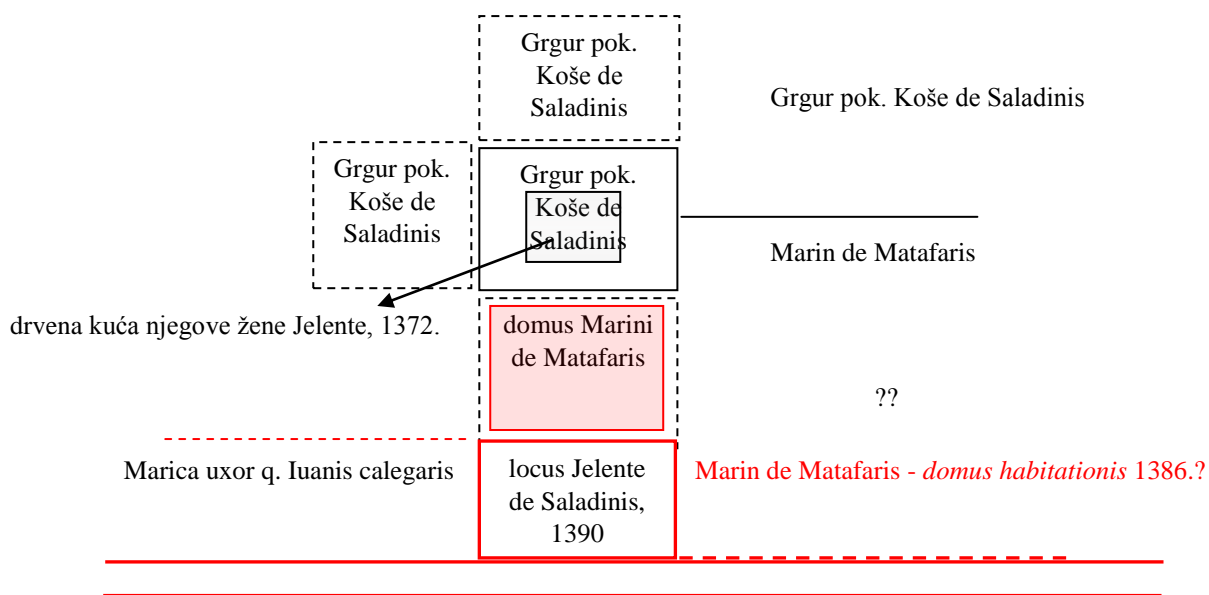 Grgur pok.
Koše de
Saladinis
Grgur pok. Koše de Saladinis
Grgur pok.
Koše de
Saladinis
Grgur pok.
Koše de
Saladinis
Marin de Matafaris
drvena kuća njegove žene Jelente, 1372.
domus Marini
de Matafaris
??
Marica uxor q. Iuanis calegaris
locus Jelente
de Saladinis,
1390
Marin de Matafaris - domus habitationis 1386.?